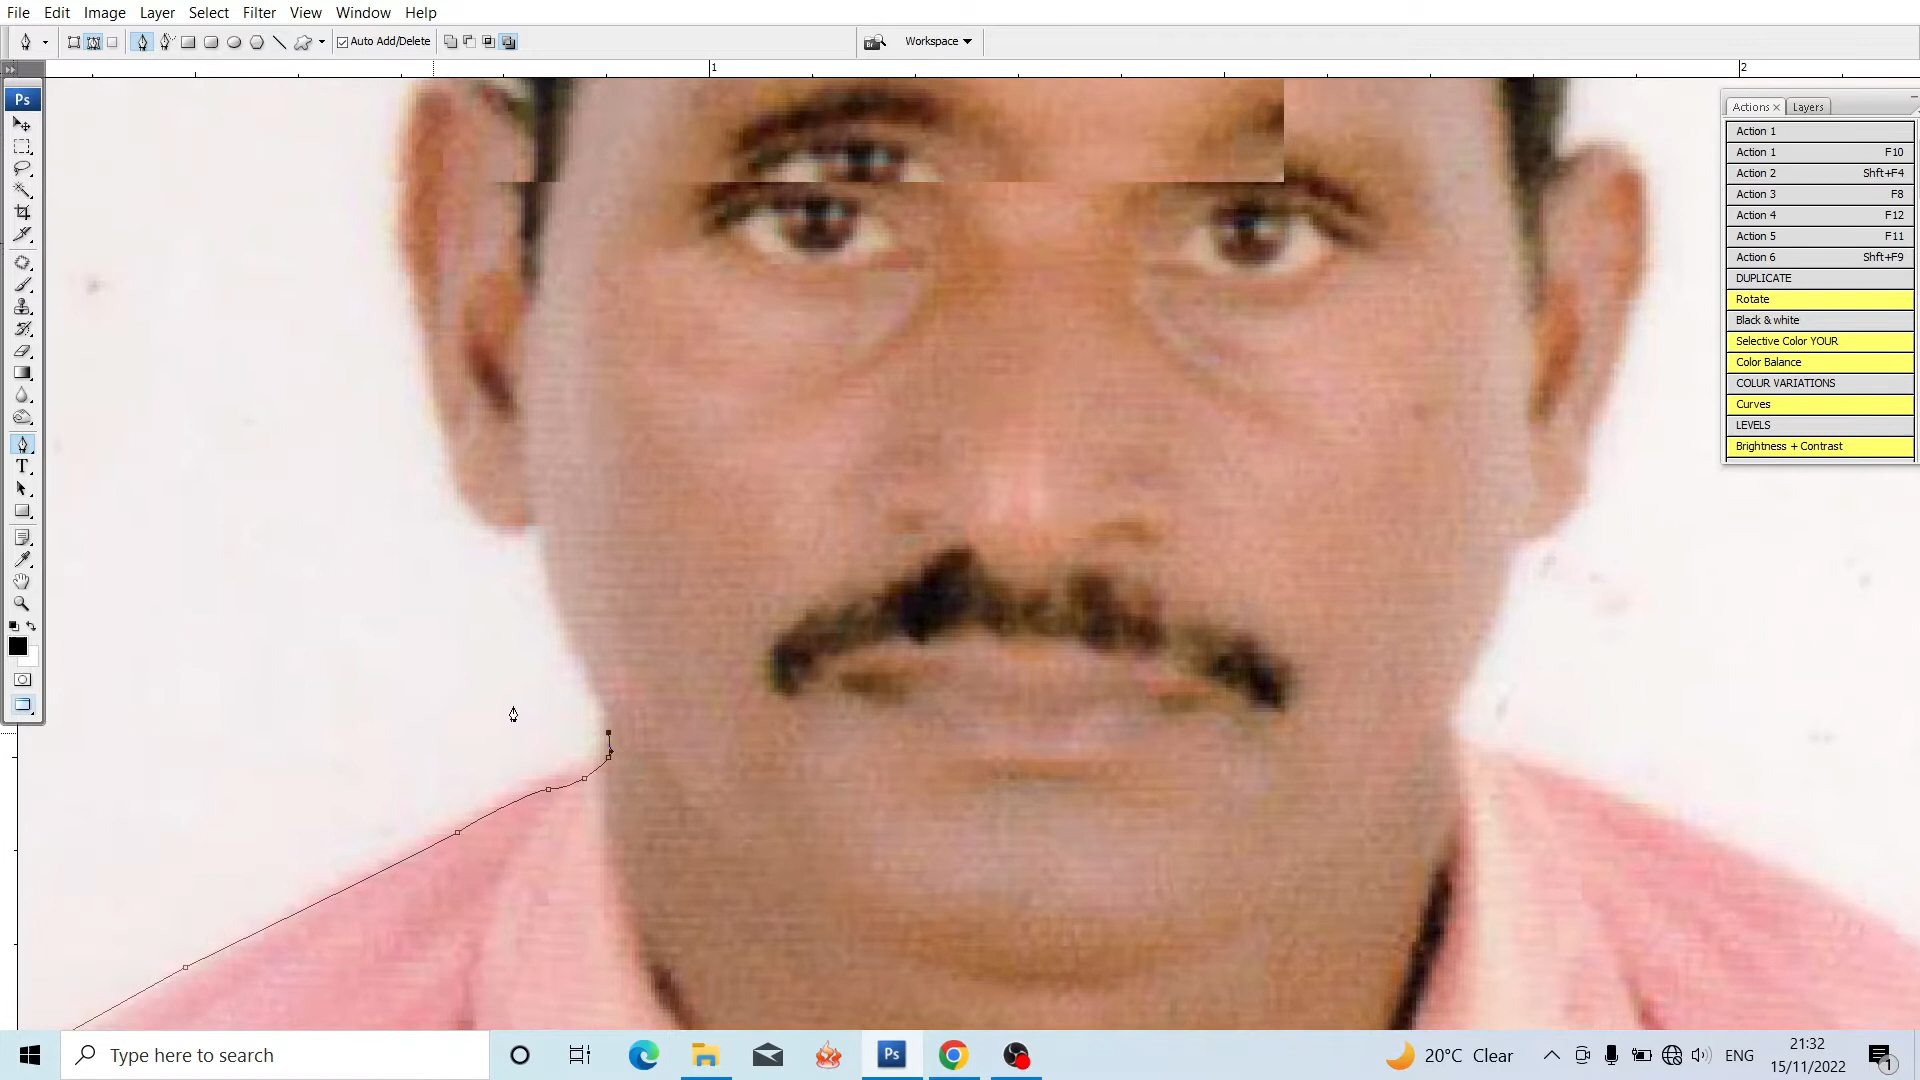 File Edit Image Layer Select Filter View Window Help
Auto Add/Delete Workspace
1 2
Ps
Actions Layers
Action 1
Action 1 F10
Action 2 Shft+F4
Action 3 F8
Action 4 F12
Action 5 F11
Action 6 Shft+F9
DUPLICATE
Rotate
Black & white
Selective Color YOUR
Color Balance
COLUR VARIATIONS
Curves
LEVELS
Brightness + Contrast
T
Type here to search Ps 20°C Clear ENG 21:32
15/11/2022 1